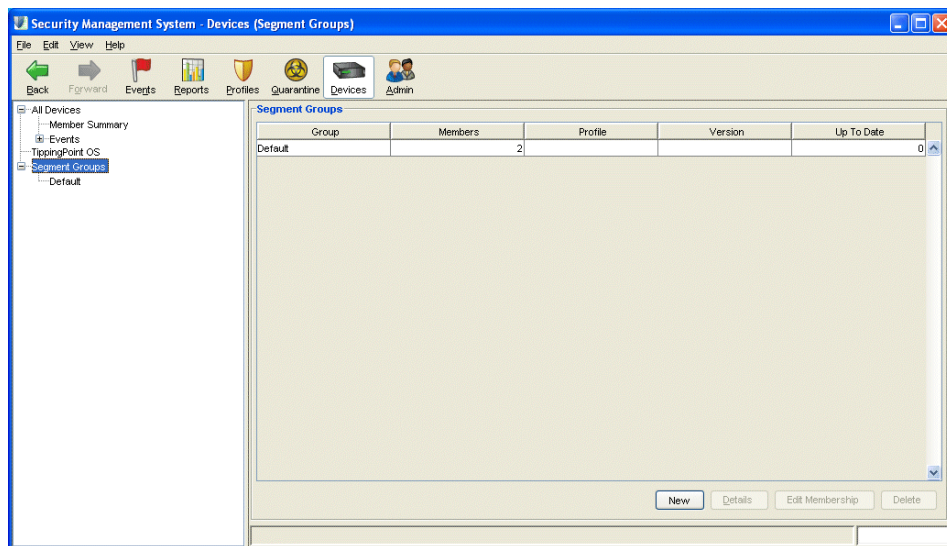 Security Management System - Devices (Segment Groups)
File Edit View Help
Back Forward Events Reports Profiles Quarantine Devices Admin
All Devices
Member Summary
Events
TippingPoint OS
Segment Groups
Default
Segment Groups
Group Members Profile Version Up To Date
Default 2 0
New Details Edit Membership Delete